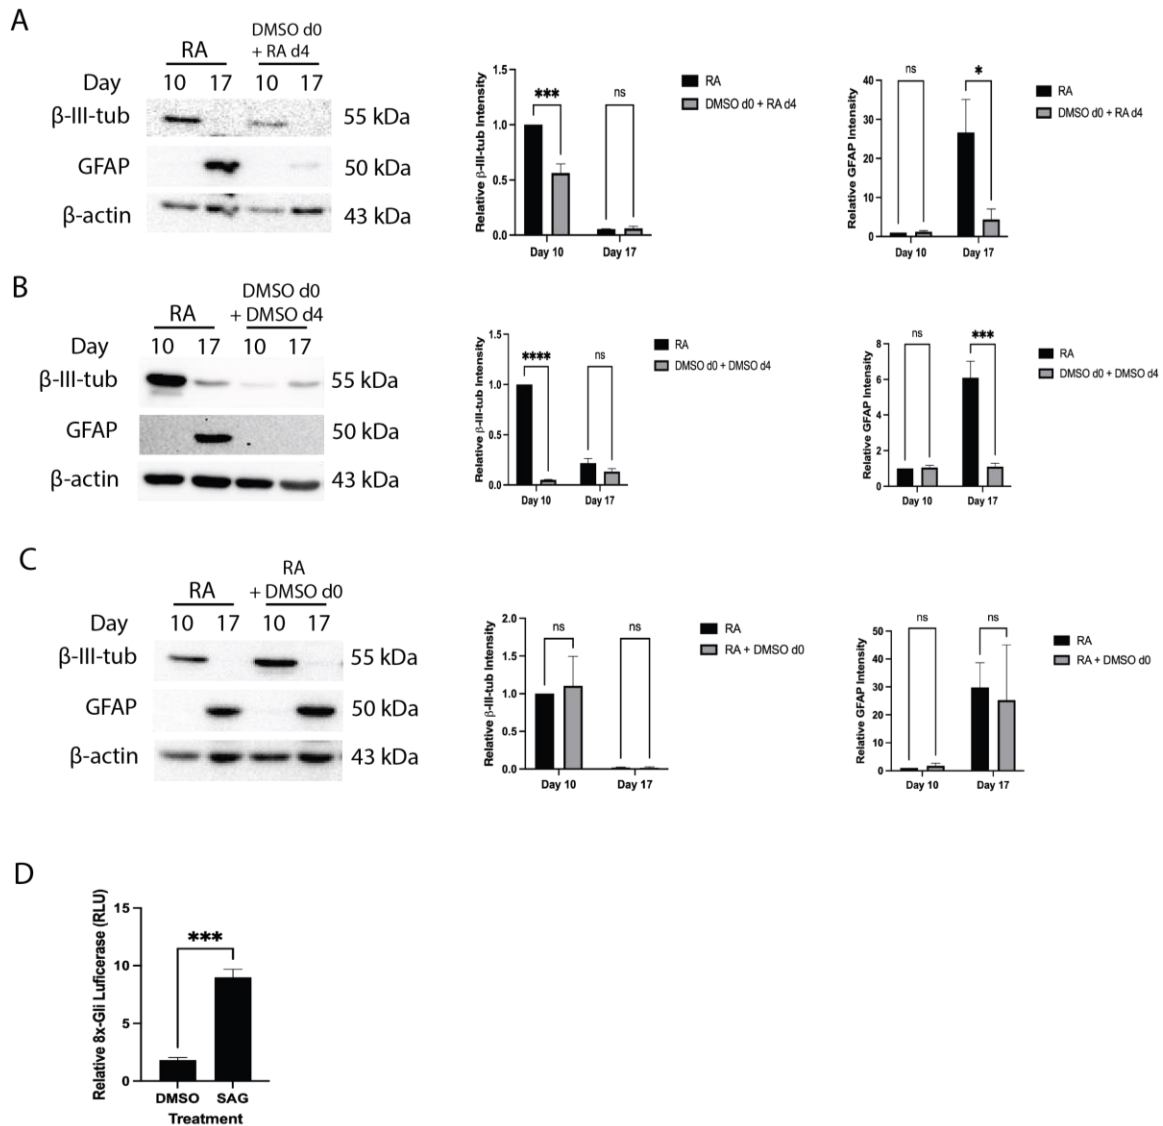 A
RA
DMSO d0
+ RA d4
Day 10 17 10 17
β-III-tub 55 kDa
GFAP 50 kDa
β-actin 43 kDa
Relative β-III-tub Intensity
1.5
1.0
0.5
0.0
*** ns
Day 10 Day 17
RA
DMSO d0 + RA d4
Relative GFAP Intensity
40
30
20
10
0
ns *
Day 10 Day 17
RA
DMSO d0 + RA d4
B
RA
DMSO d0
+ DMSO d4
Day 10 17 10 17
β-III-tub 55 kDa
GFAP 50 kDa
β-actin 43 kDa
Relative β-III-tub Intensity
1.5
1.0
0.5
0.0
**** ns
Day 10 Day 17
RA
DMSO d0 + DMSO d4
Relative GFAP Intensity
8
6
4
2
0
ns ***
Day 10 Day 17
RA
DMSO d0 + DMSO d4
C
RA
RA
+ DMSO d0
Day 10 17 10 17
β-III-tub 55 kDa
GFAP 50 kDa
β-actin 43 kDa
Relative β-III-tub Intensity
2.0
1.5
1.0
0.5
0.0
ns ns
Day 10 Day 17
RA
RA + DMSO d0
Relative GFAP Intensity
50
40
30
20
10
0
ns ns
Day 10 Day 17
RA
RA + DMSO d0
D
Relative 8x-Gli Luficerase (RLU)
15
10
5
0
***
DMSO SAG
Treatment